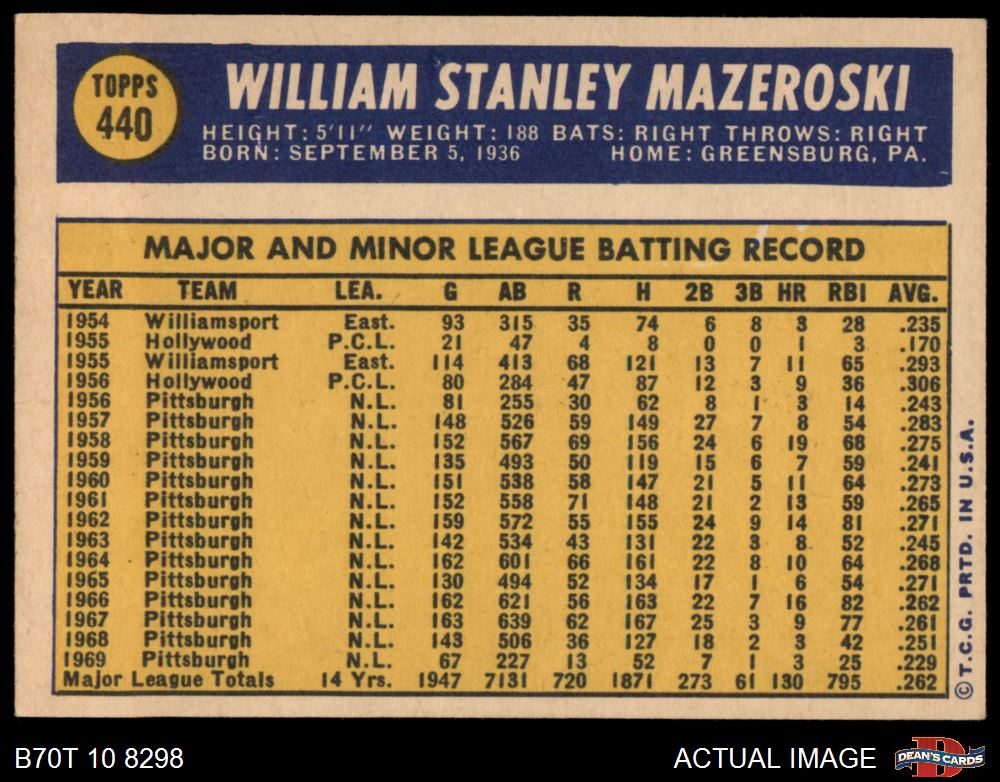 TOPPS
440
WILLIAM STANLEY MAZEROSKI
HEIGHT: 5'11" WEIGHT: 188 BATS: RIGHT THROWS: RIGHT
BORN: SEPTEMBER 5, 1936 HOME: GREENSBURG, PA.
MAJOR AND MINOR LEAGUE BATTING RECORD
YEAR TEAM LEA. G AB R H 2B 3B HR RBI AVG.
1954 Williamsport East. 93 315 35 74 6 8 3 28 .235
1955 Hollywood P.C.L. 21 47 4 8 0 0 1 3 .170
1955 Williamsport East. 114 413 68 121 13 7 11 65 .293
1956 Hollywood P.C.L. 80 284 47 87 12 3 9 36 .306
1956 Pittsburgh N.L. 81 255 30 62 8 1 3 14 .243
1957 Pittsburgh N.L. 148 526 59 149 27 7 8 54 .283
1958 Pittsburgh N.L. 152 567 69 156 24 6 19 68 .275
1959 Pittsburgh N.L. 135 493 50 119 15 6 7 59 .241
1960 Pittsburgh N.L. 151 538 58 147 21 5 11 64 .273
1961 Pittsburgh N.L. 152 558 71 148 21 2 13 59 .265
1962 Pittsburgh N.L. 159 572 55 155 24 9 14 81 .271
1963 Pittsburgh N.L. 142 534 43 131 22 3 8 52 .245
1964 Pittsburgh N.L. 162 601 66 161 22 8 10 64 .268
1965 Pittsburgh N.L. 130 494 52 134 17 1 6 54 .271
1966 Pittsburgh N.L. 162 621 56 163 22 7 16 82 .262
1967 Pittsburgh N.L. 163 639 62 167 25 3 9 77 .261
1968 Pittsburgh N.L. 143 506 36 127 18 2 3 42 .251
1969 Pittsburgh N.L. 67 227 13 52 7 1 3 25 .229
Major League Totals 14 Yrs. 1947 7131 720 1871 273 61 130 795 .262
© T.C.G. PRTD. IN U.S.A.
B70T 10 8298 ACTUAL IMAGE
D
DEAN'S CARDS